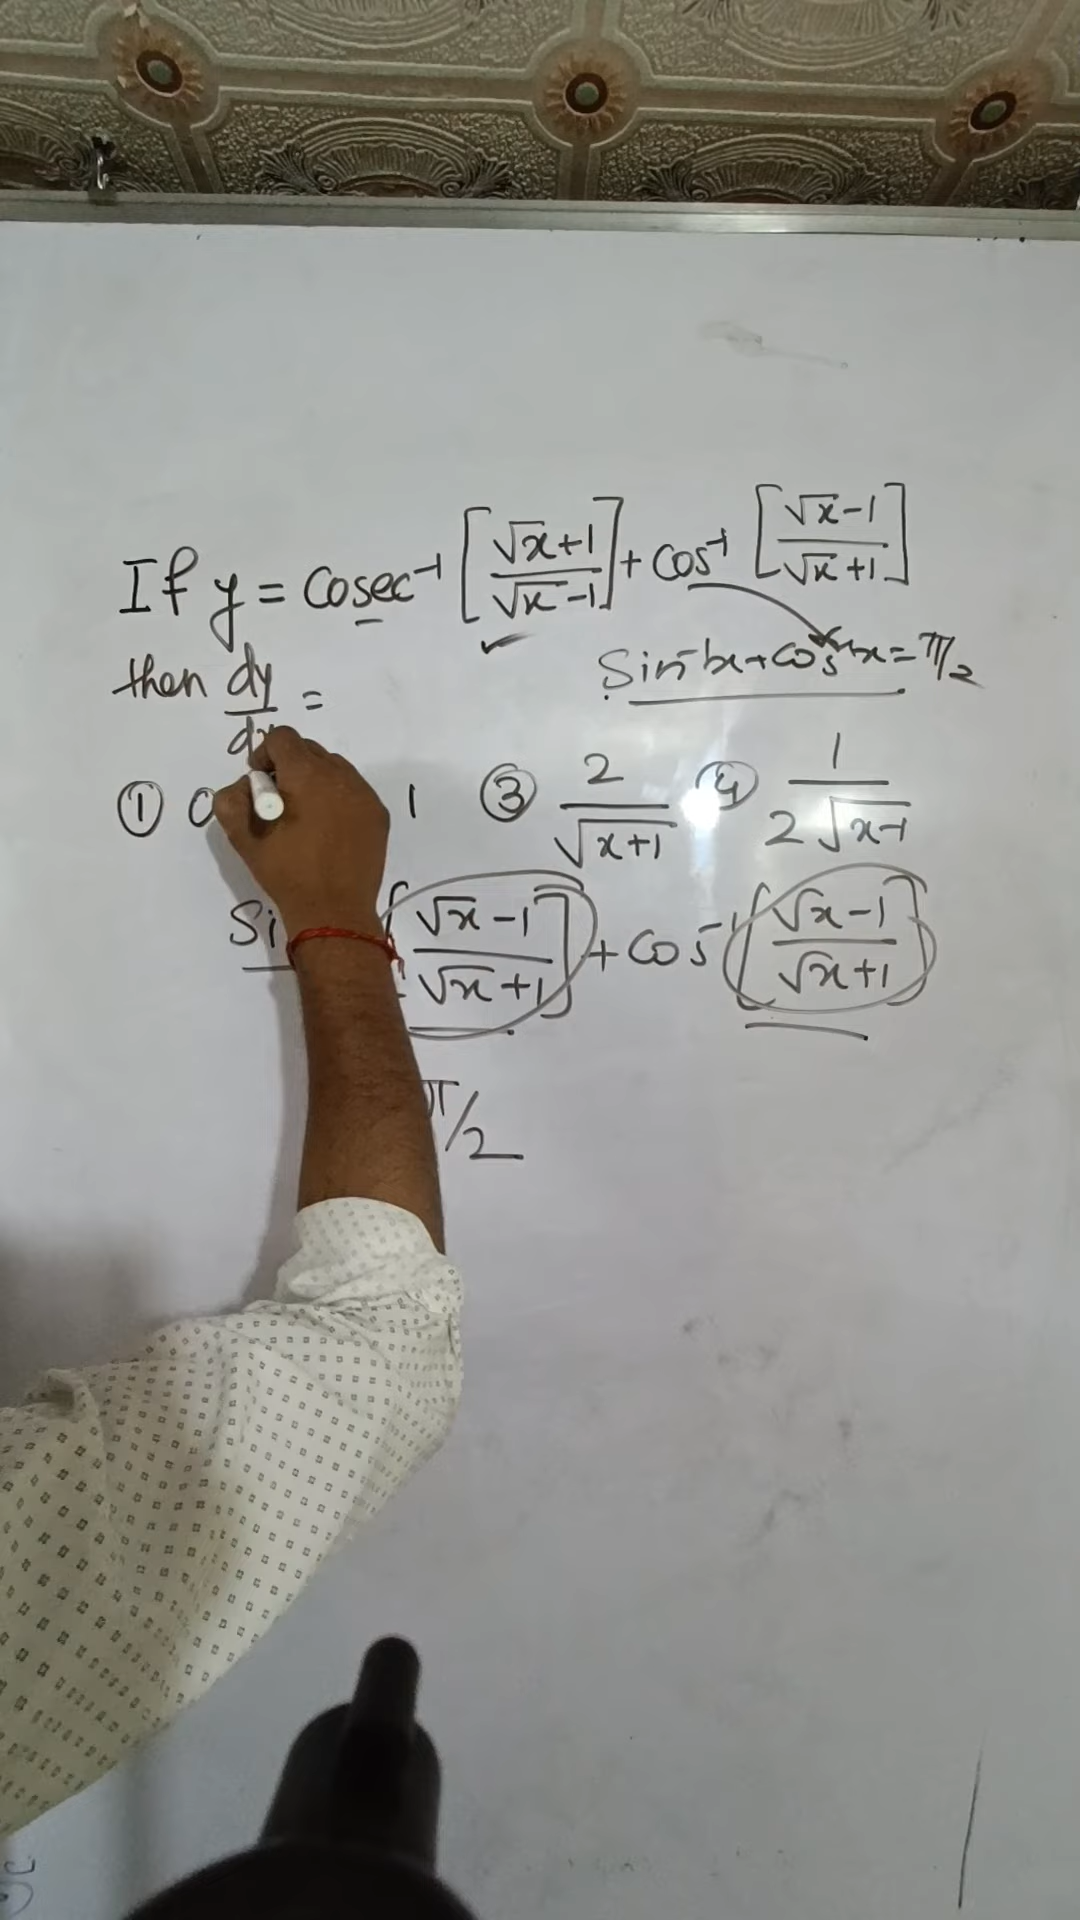 If y = Cosec⁻¹ [(√x+1)/(√x-1)] + Cos⁻¹ [(√x-1)/(√x+1)]
then dy/dx =
Sin⁻¹x+Cos⁻¹x = π/2
① 0 1 ③ 2/√(x+1) ④ 1/(2√(x-1))
[(√x-1)/(√x+1)] + Cos⁻¹ [(√x-1)/(√x+1)]
π/2